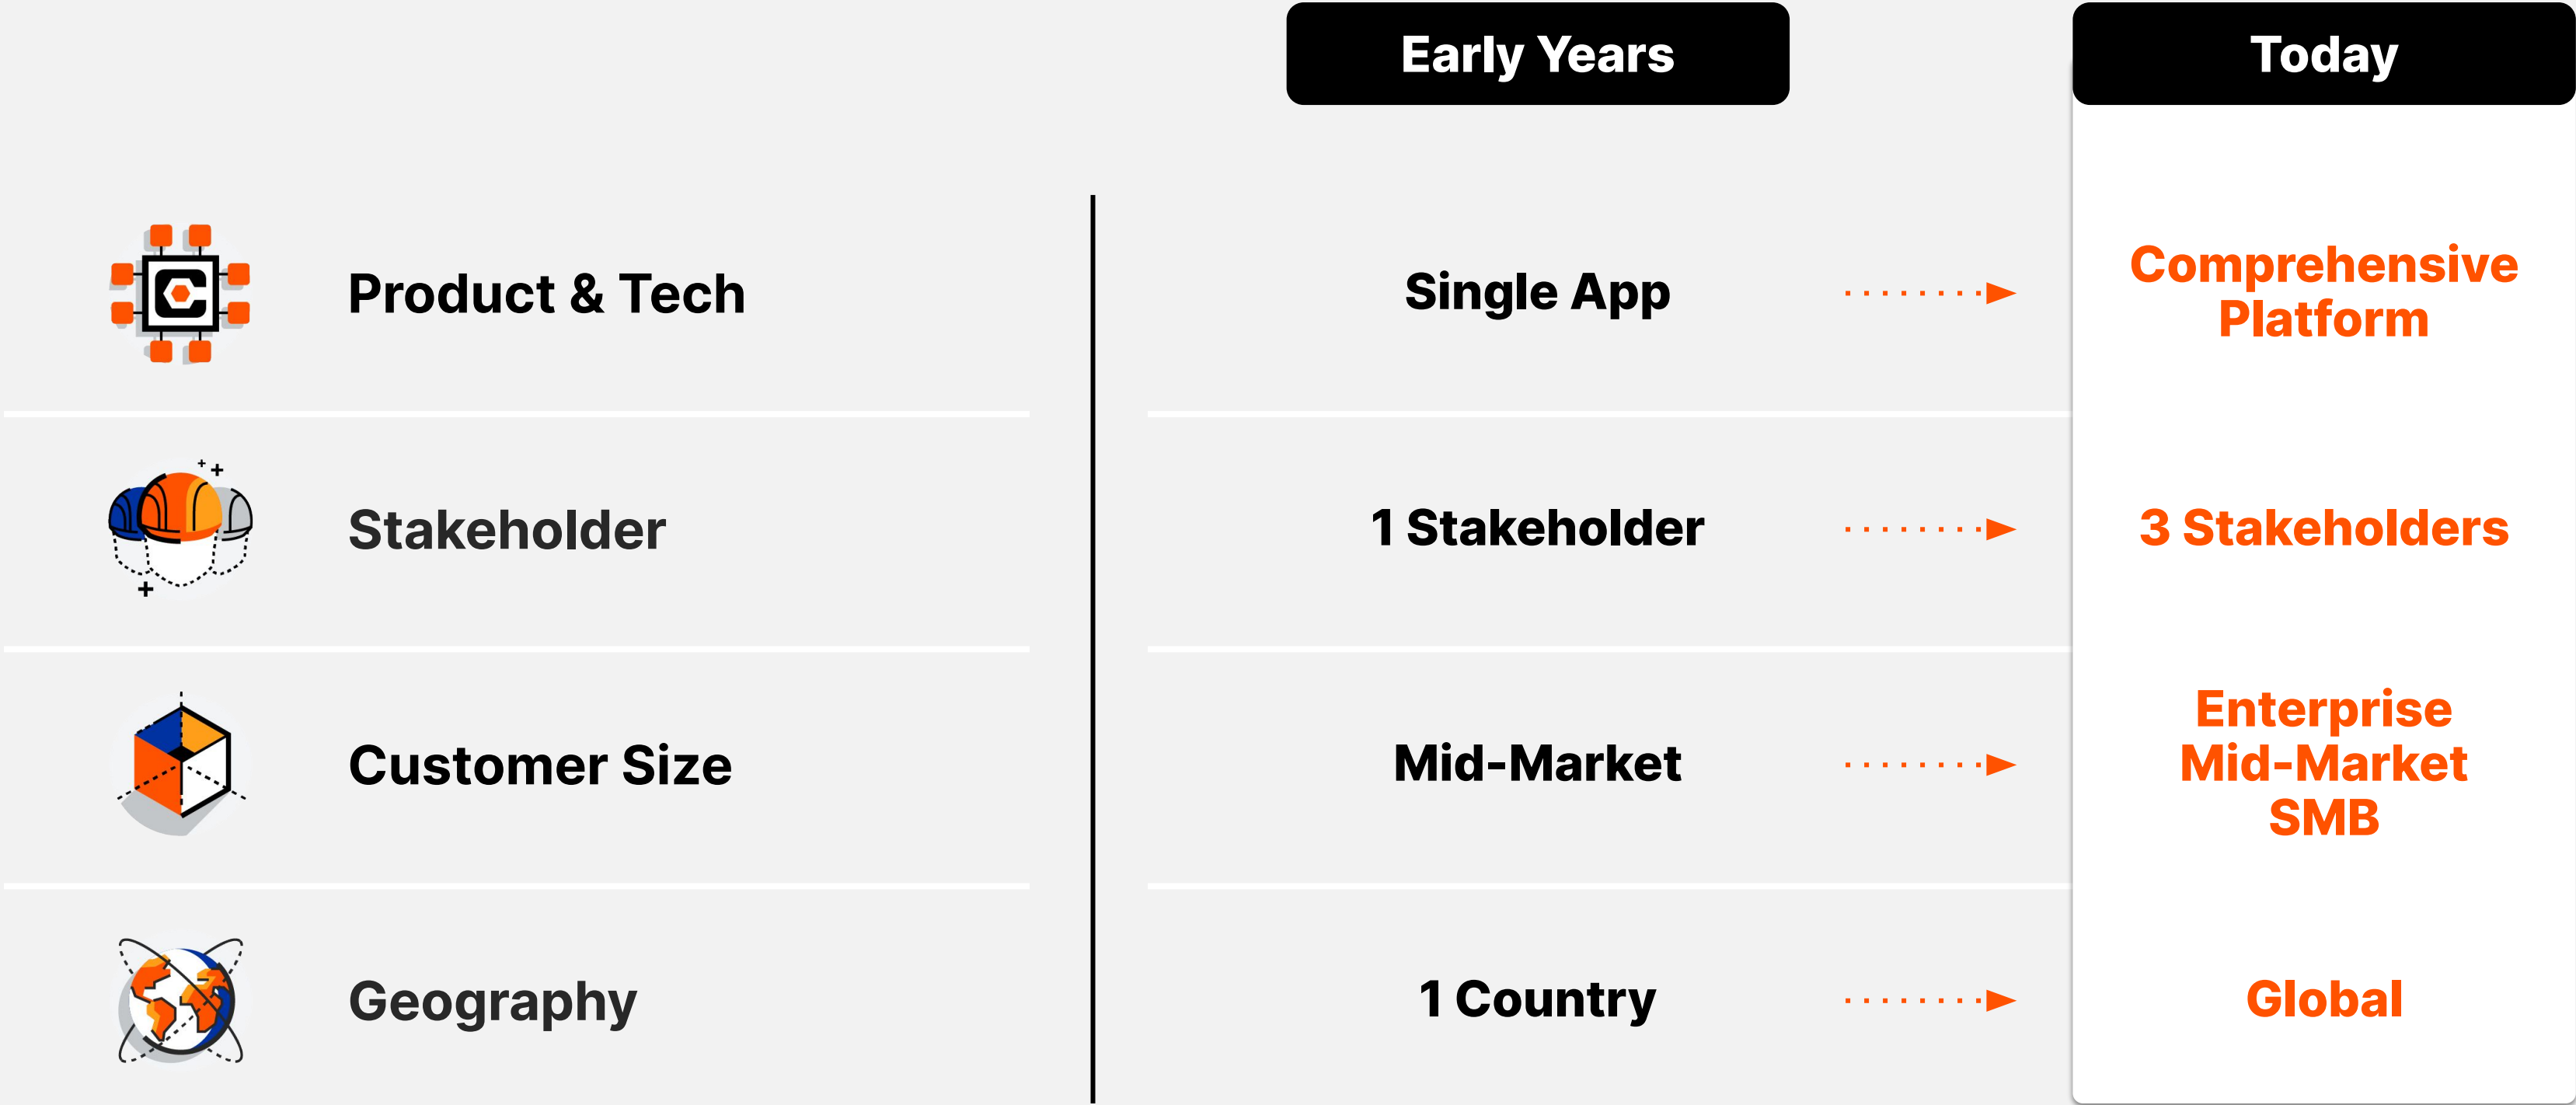 Early Years
Today
Product & Tech
Single App
Comprehensive
Platform
Stakeholder
1 Stakeholder
3 Stakeholders
Customer Size
Mid-Market
Enterprise
Mid-Market
SMB
Geography
1 Country
Global